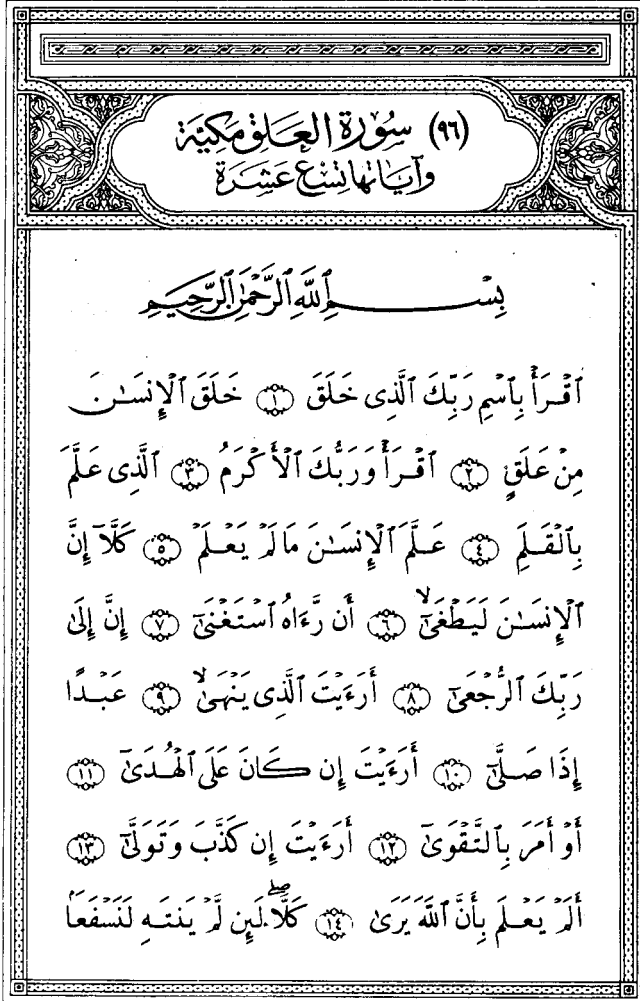 (٩٦) سُورَةُ العَلَقِ مَكِيَّة
وَآيَاتُهَا تِسْعَ عَشَرَة
بِسْمِ ٱللَّهِ ٱلرَّحْمَٰنِ ٱلرَّحِيمِ
ٱقْرَأْ بِٱسْمِ رَبِّكَ ٱلَّذِى خَلَقَ ١ خَلَقَ ٱلْإِنسَٰنَ
مِنْ عَلَقٍ ٢ ٱقْرَأْ وَرَبُّكَ ٱلْأَكْرَمُ ٣ ٱلَّذِى عَلَّمَ
بِٱلْقَلَمِ ٤ عَلَّمَ ٱلْإِنسَٰنَ مَا لَمْ يَعْلَمْ ٥ كَلَّآ إِنَّ
ٱلْإِنسَٰنَ لَيَطْغَىٰٓ ۙ ٦ أَن رَّءَاهُ ٱسْتَغْنَىٰٓ ٧ إِنَّ إِلَىٰ
رَبِّكَ ٱلرُّجْعَىٰٓ ٨ أَرَءَيْتَ ٱلَّذِى يَنْهَىٰ ۙ ٩ عَبْدًا
إِذَا صَلَّىٰٓ ١٠ أَرَءَيْتَ إِن كَانَ عَلَى ٱلْهُدَىٰٓ ١١
أَوْ أَمَرَ بِٱلتَّقْوَىٰٓ ١٢ أَرَءَيْتَ إِن كَذَّبَ وَتَوَلَّىٰٓ ١٣
أَلَمْ يَعْلَم بِأَنَّ ٱللَّهَ يَرَىٰ ١٤ كَلَّا ۖ لَئِن لَّمْ يَنتَهِ لَنَسْفَعًۢا